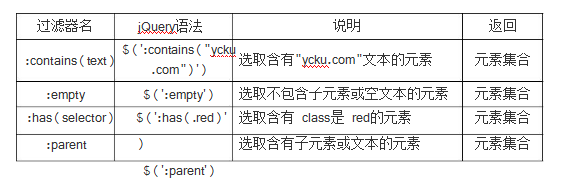 过滤器名 jQuery语法 说明 返回
:contains(text) $(':contains("ycku 选取含有"ycku.com"文本的元素 元素集合
.com")')
:empty $(':empty') 选取不包含子元素或空文本的元素 元素集合
:has(selector) $(':has(.red)' 选取含有 class是 red的元素 元素集合
:parent ) 选取含有子元素或文本的元素 元素集合
$(':parent')